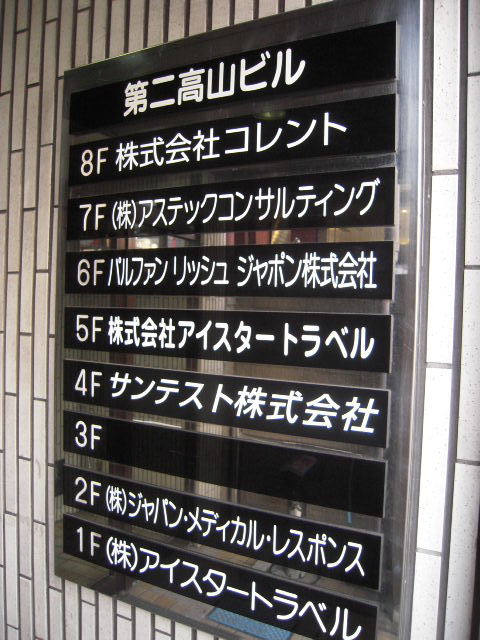 第二高山ビル
8F 株式会社コレント
7F (株)アステックコンサルティング
6F パルファン リッシュ ジャポン株式会社
5F 株式会社アイスタートラベル
4F サンテスト株式会社
3F
2F (株)ジャパン・メディカル・レスポンス
1F (株)アイスタートラベル